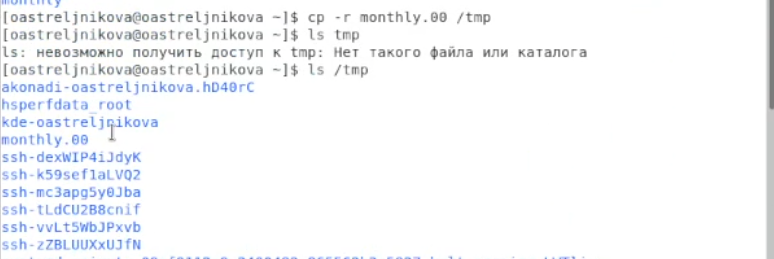 monthly
[oastreljnikova@oastreljnikova ~]$ cp -r monthly.00 /tmp
[oastreljnikova@oastreljnikova ~]$ ls tmp
ls: невозможно получить доступ к tmp: Нет такого файла или каталога
[oastreljnikova@oastreljnikova ~]$ ls /tmp
akonadi-oastreljnikova.hD40rC
hsperfdata_root
kde-oastreljnikova
monthly.00
ssh-dexWIP4iJdyK
ssh-k59sef1aLVQ2
ssh-mc3apg5y0Jba
ssh-tLdCU2B8cnif
ssh-vvLt5WbJPxvb
ssh-zZBLUUXxUJfN